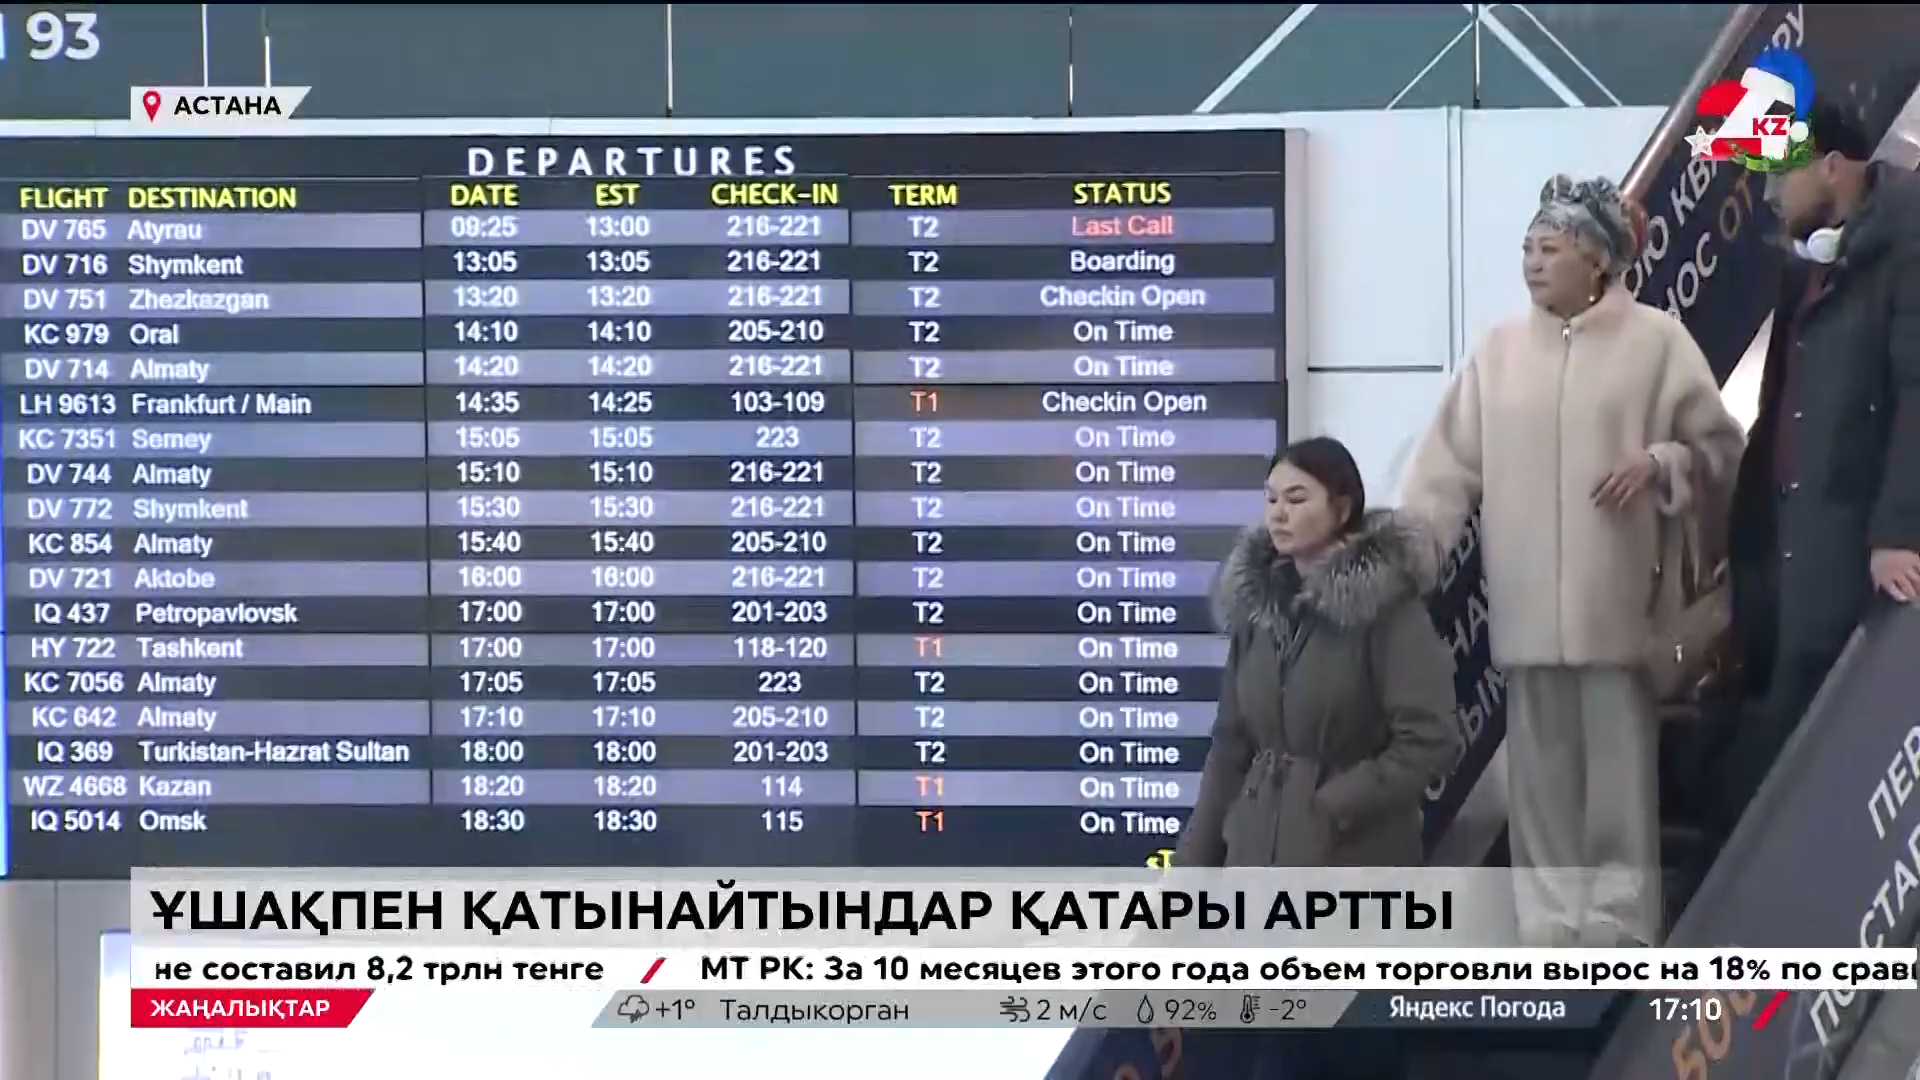 93
АСТАНА
KZ
DEPARTURES
FLIGHT DESTINATION DATE EST CHECK-IN TERM STATUS
DV 765 Atyrau 09:25 13:00 216-221 T2 Last Call
DV 716 Shymkent 13:05 13:05 216-221 T2 Boarding
DV 751 Zhezkazgan 13:20 13:20 216-221 T2 Checkin Open
KC 979 Oral 14:10 14:10 205-210 T2 On Time
DV 714 Almaty 14:20 14:20 216-221 T2 On Time
LH 9613 Frankfurt / Main 14:35 14:25 103-109 T1 Checkin Open
KC 7351 Semey 15:05 15:05 223 T2 On Time
DV 744 Almaty 15:10 15:10 216-221 T2 On Time
DV 772 Shymkent 15:30 15:30 216-221 T2 On Time
KC 854 Almaty 15:40 15:40 205-210 T2 On Time
DV 721 Aktobe 16:00 16:00 216-221 T2 On Time
IQ 437 Petropavlovsk 17:00 17:00 201-203 T2 On Time
HY 722 Tashkent 17:00 17:00 118-120 T1 On Time
KC 7056 Almaty 17:05 17:05 223 T2 On Time
KC 642 Almaty 17:10 17:10 205-210 T2 On Time
IQ 369 Turkistan-Hazrat Sultan 18:00 18:00 201-203 T2 On Time
WZ 4668 Kazan 18:20 18:20 114 T1 On Time
IQ 5014 Omsk 18:30 18:30 115 T1 On Time
ҰШАҚПЕН ҚАТЫНАЙТЫНДАР ҚАТАРЫ АРТТЫ
не составил 8,2 трлн тенге / МТ РК: За 10 месяцев этого года объем торговли вырос на 18% по срав
ЖАҢАЛЫҚТАР +1° Талдыкорган 2 м/с 92% -2° Яндекс Погода 17:10